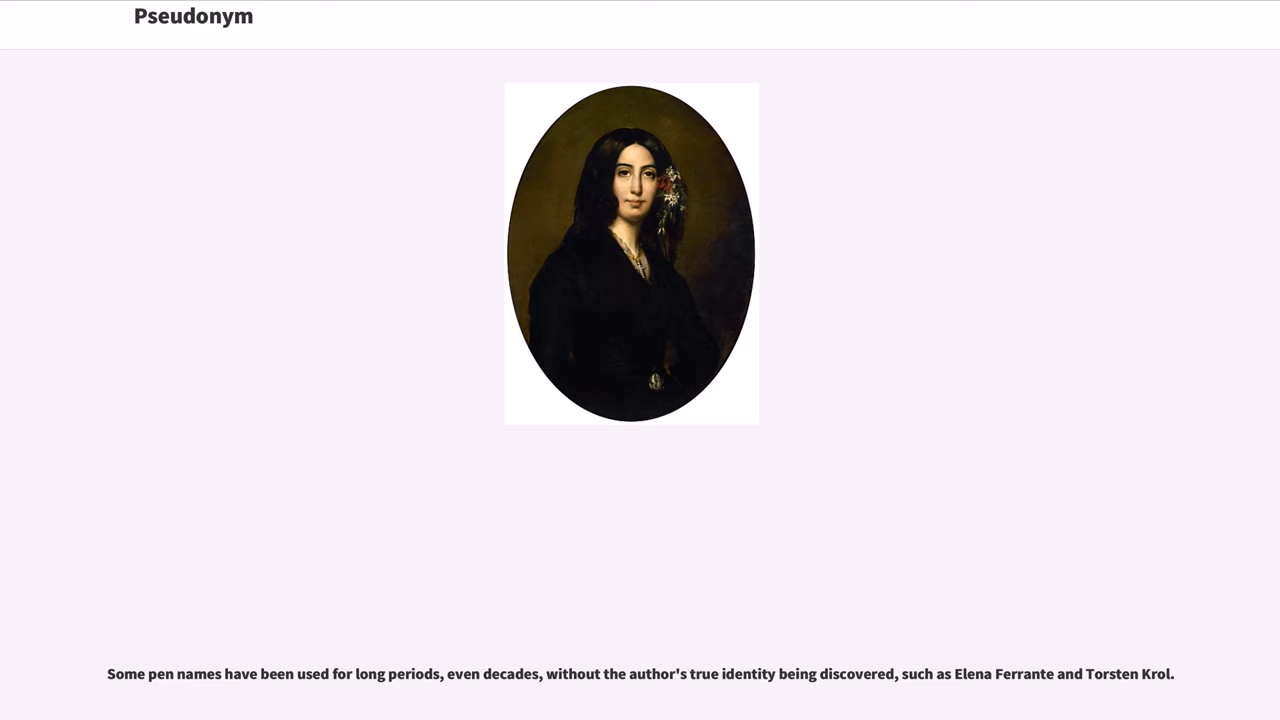 Pseudonym
Some pen names have been used for long periods, even decades, without the author's true identity being discovered, such as Elena Ferrante and Torsten Krol.